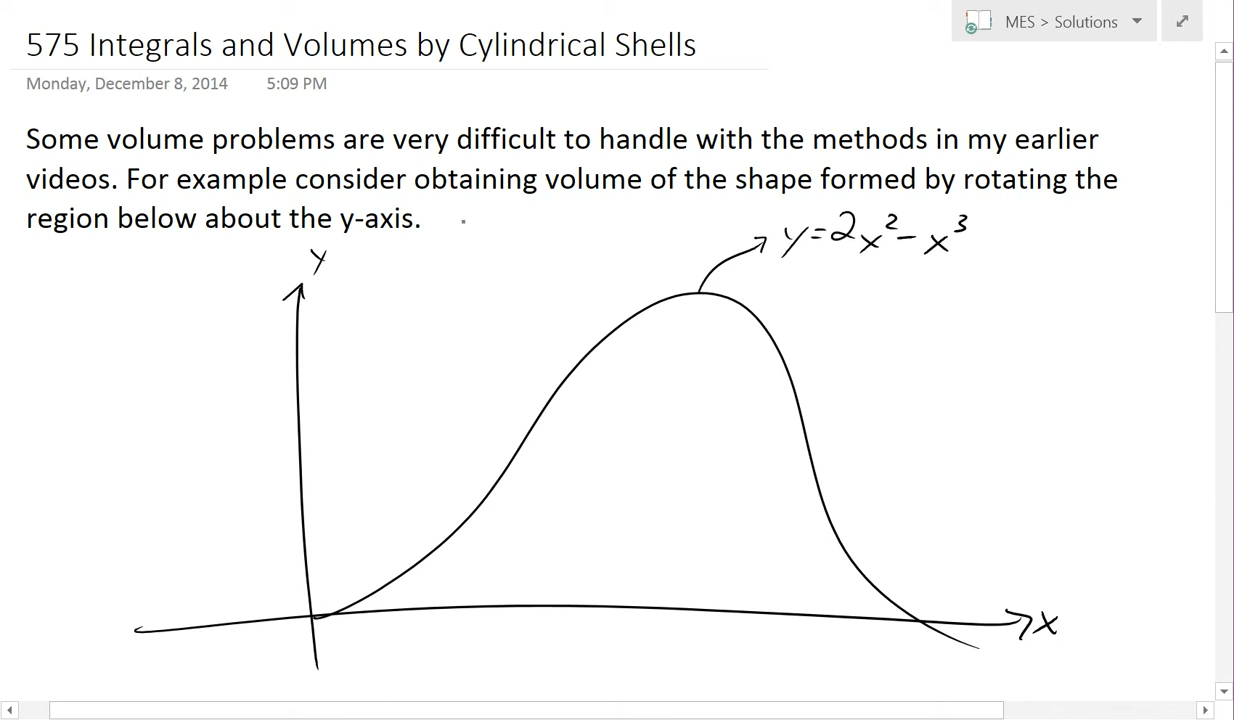 MES > Solutions
575 Integrals and Volumes by Cylindrical Shells
Monday, December 8, 2014 5:09 PM
Some volume problems are very difficult to handle with the methods in my earlier
videos. For example consider obtaining volume of the shape formed by rotating the
region below about the y-axis.
y=2x²-x³
y
x